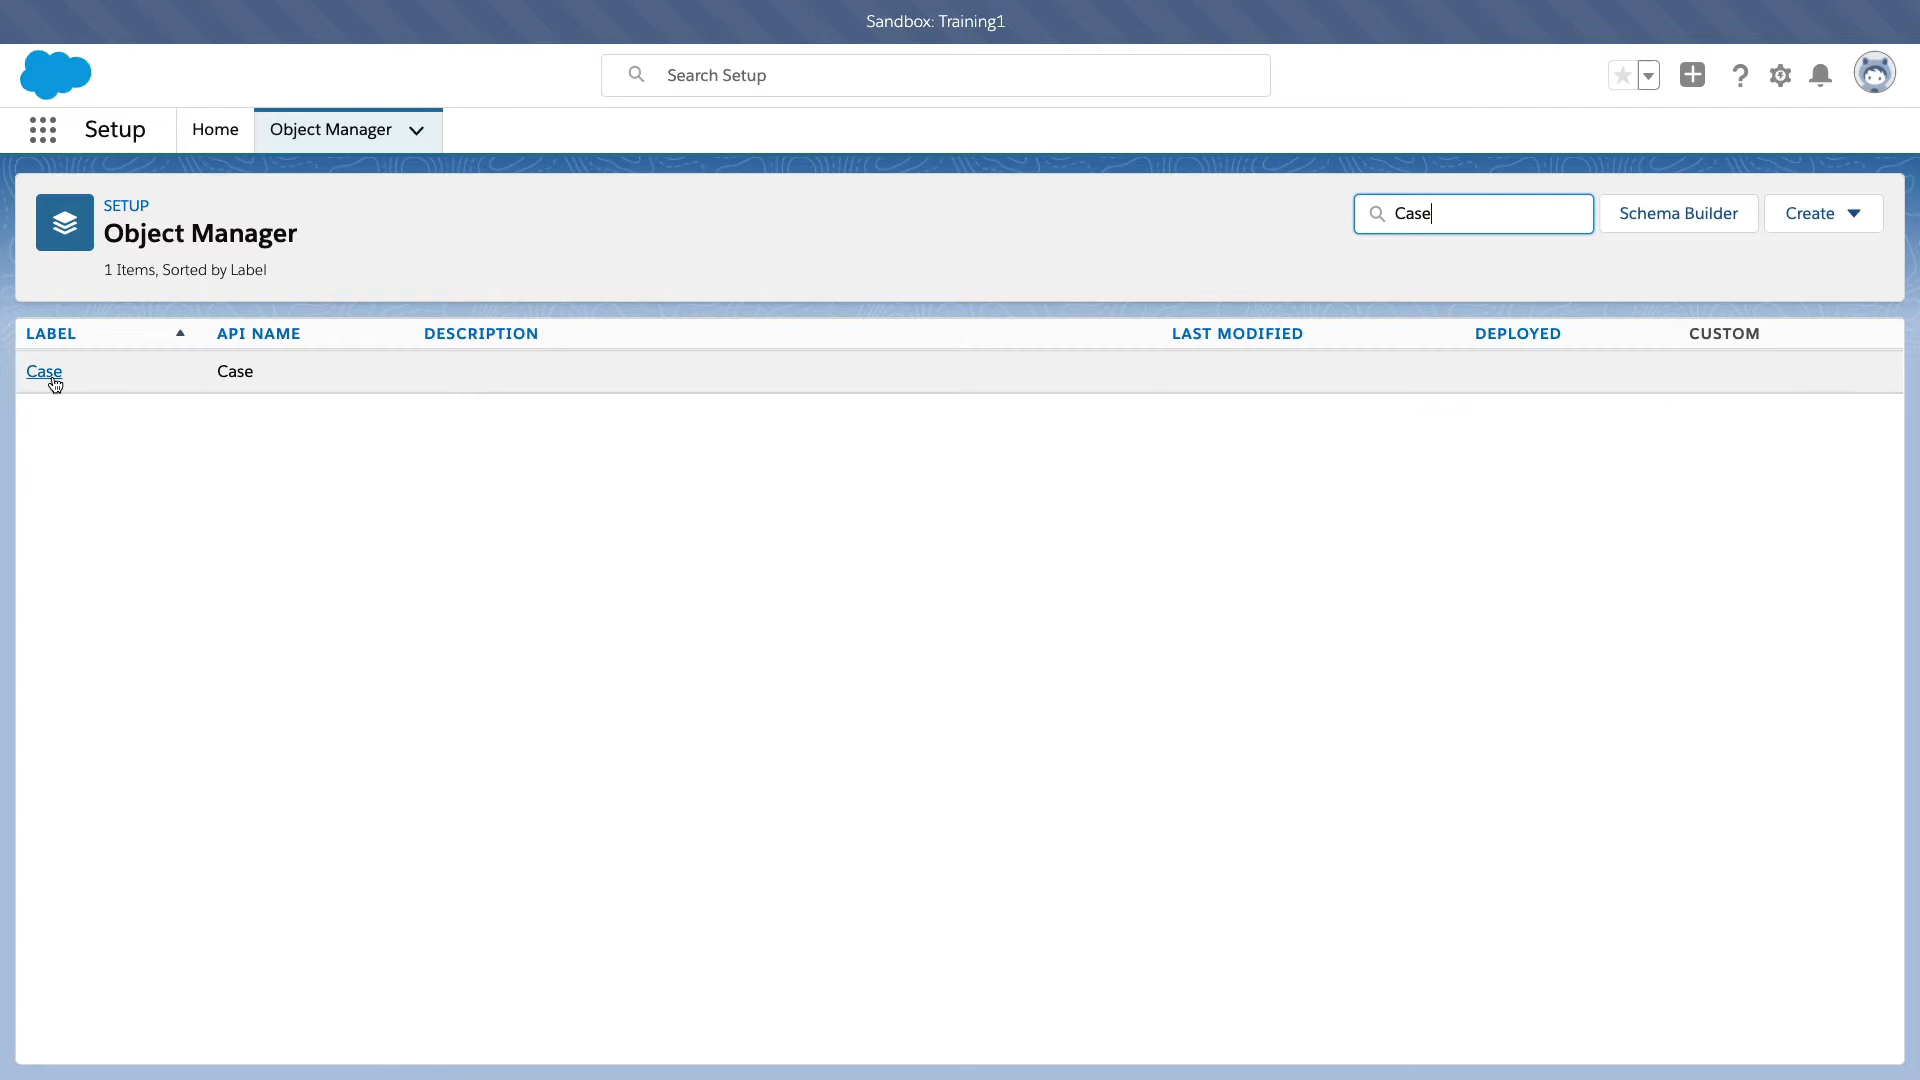 Sandbox: Training1
Search Setup
Setup
Home
Object Manager
SETUP
Object Manager
1 Items, Sorted by Label
Case
Schema Builder
Create
LABEL API NAME DESCRIPTION LAST MODIFIED DEPLOYED CUSTOM
Case Case